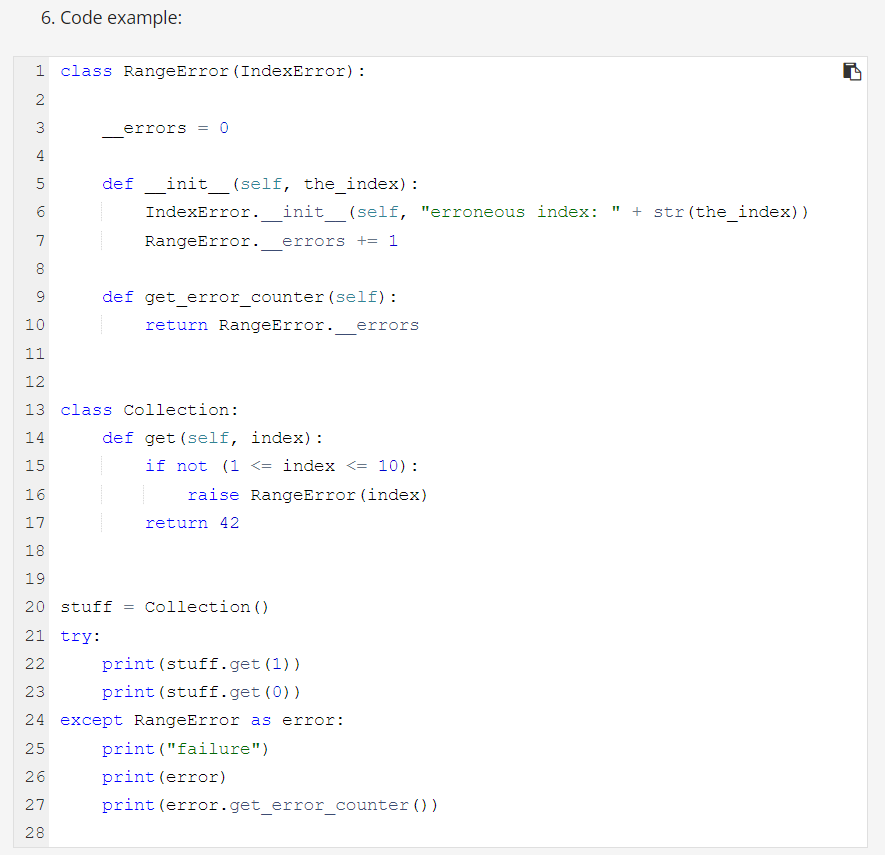 6. Code example:
1 class RangeError(IndexError):
2
3     __errors = 0
4
5     def __init__(self, the_index):
6         IndexError.__init__(self, "erroneous index: " + str(the_index))
7         RangeError.__errors += 1
8
9     def get_error_counter(self):
10         return RangeError.__errors
11
12
13 class Collection:
14     def get(self, index):
15         if not (1 <= index <= 10):
16             raise RangeError(index)
17         return 42
18
19
20 stuff = Collection()
21 try:
22     print(stuff.get(1))
23     print(stuff.get(0))
24 except RangeError as error:
25     print("failure")
26     print(error)
27     print(error.get_error_counter())
28